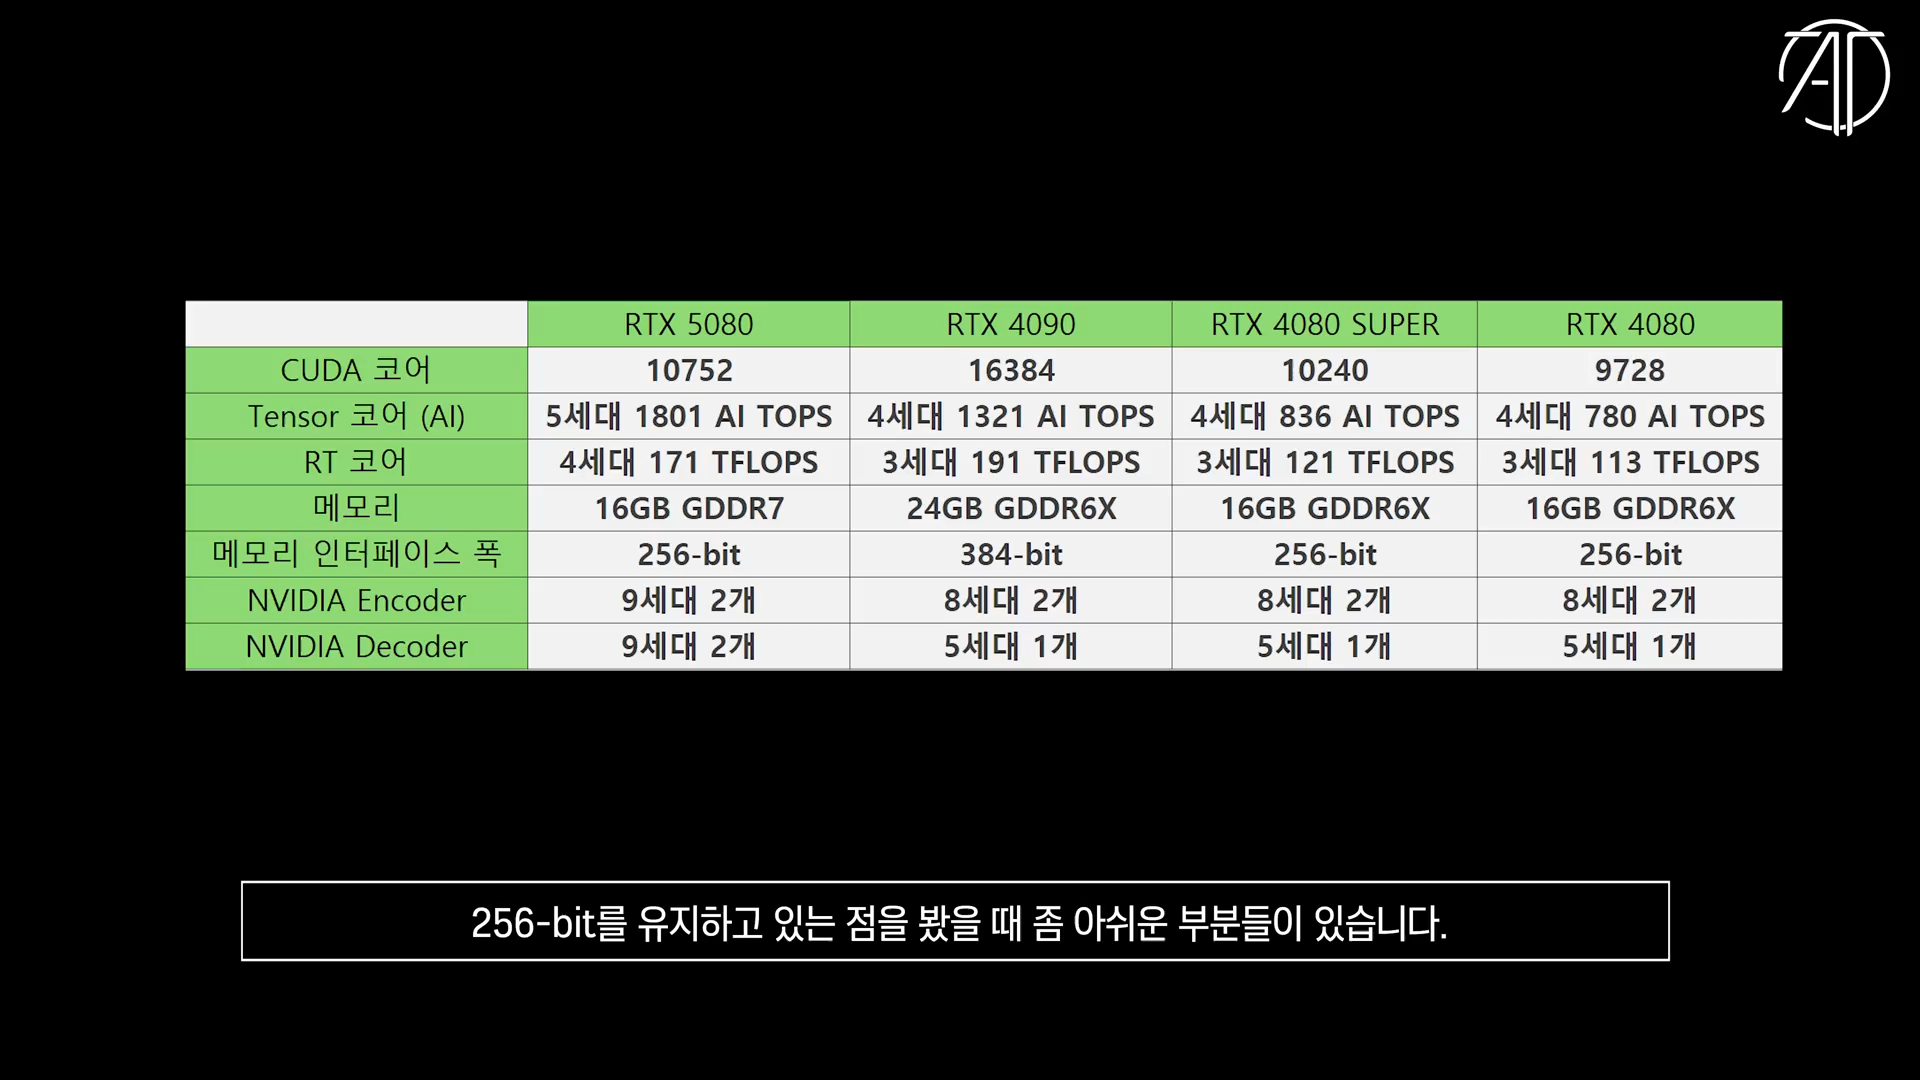 RTX 5080 RTX 4090 RTX 4080 SUPER RTX 4080
CUDA 코어 10752 16384 10240 9728
Tensor 코어 (AI) 5세대 1801 AI TOPS 4세대 1321 AI TOPS 4세대 836 AI TOPS 4세대 780 AI TOPS
RT 코어 4세대 171 TFLOPS 3세대 191 TFLOPS 3세대 121 TFLOPS 3세대 113 TFLOPS
메모리 16GB GDDR7 24GB GDDR6X 16GB GDDR6X 16GB GDDR6X
메모리 인터페이스 폭 256-bit 384-bit 256-bit 256-bit
NVIDIA Encoder 9세대 2개 8세대 2개 8세대 2개 8세대 2개
NVIDIA Decoder 9세대 2개 5세대 1개 5세대 1개 5세대 1개
256-bit를 유지하고 있는 점을 봤을 때 좀 아쉬운 부분들이 있습니다.